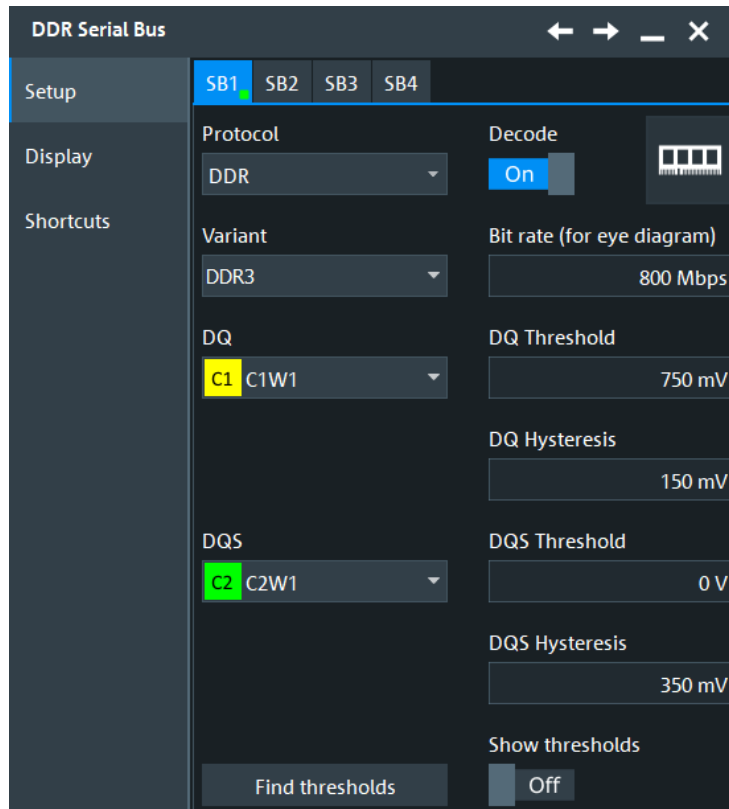 DDR Serial Bus
Setup
Display
Shortcuts
SB1 SB2 SB3 SB4
Protocol
DDR
Decode
On
Variant
DDR3
Bit rate (for eye diagram)
800 Mbps
DQ
C1 C1W1
DQ Threshold
750 mV
DQ Hysteresis
150 mV
DQS
C2 C2W1
DQS Threshold
0 V
DQS Hysteresis
350 mV
Show thresholds
Find thresholds
Off